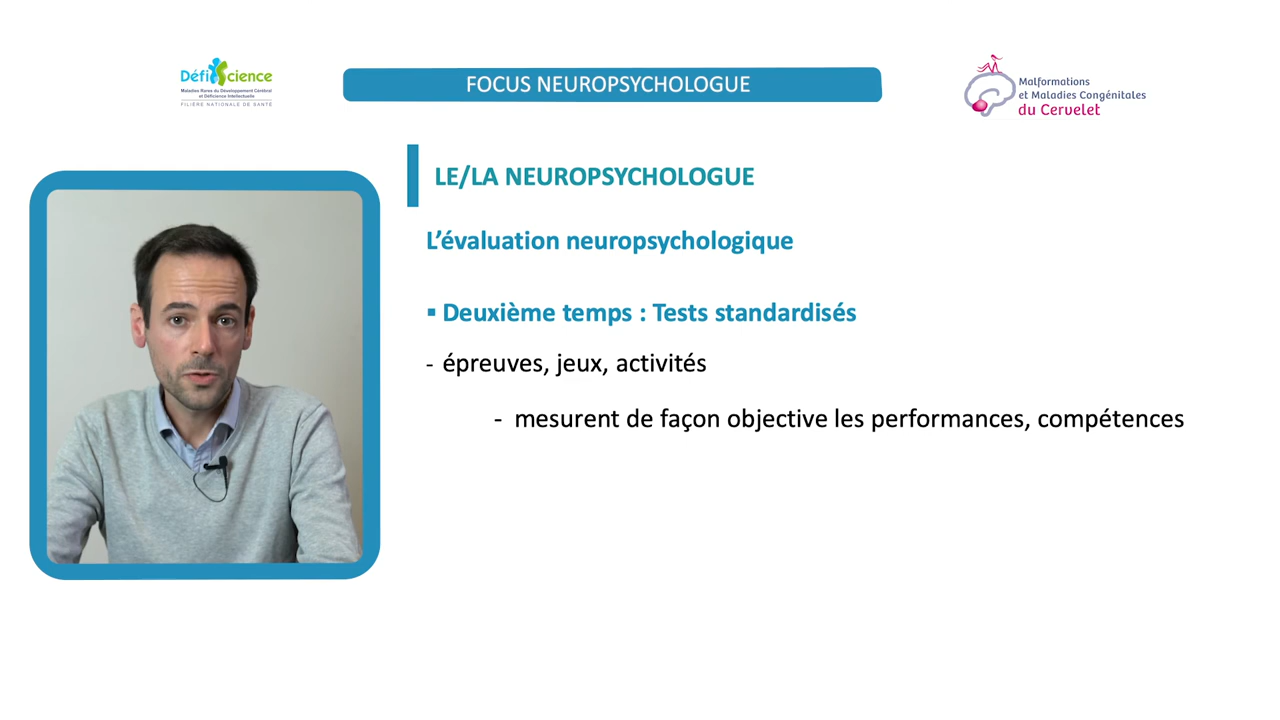 DéfiScience
Maladies Rares du Développement Cérébral
et Déficience Intellectuelle
FILIÈRE NATIONALE DE SANTÉ
FOCUS NEUROPSYCHOLOGUE
Malformations
et Maladies Congénitales
du Cervelet
LE/LA NEUROPSYCHOLOGUE
L’évaluation neuropsychologique
▪ Deuxième temps : Tests standardisés
- épreuves, jeux, activités
- mesurent de façon objective les performances, compétences